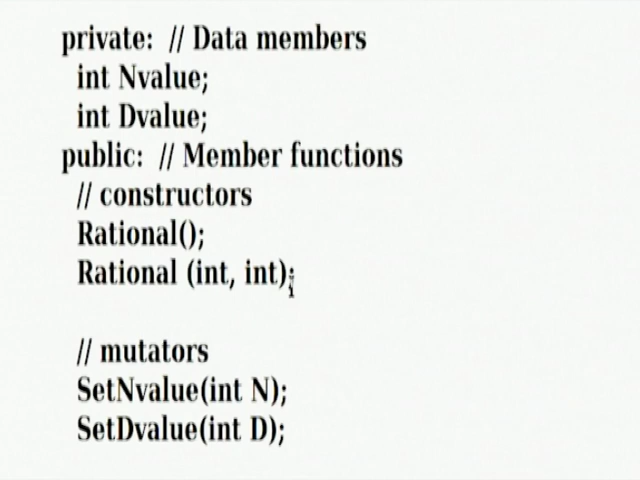 private:  // Data members
int Nvalue;
int Dvalue;
public:  // Member functions
// constructors
Rational();
Rational (int, int);
// mutators
SetNvalue(int N);
SetDvalue(int D);